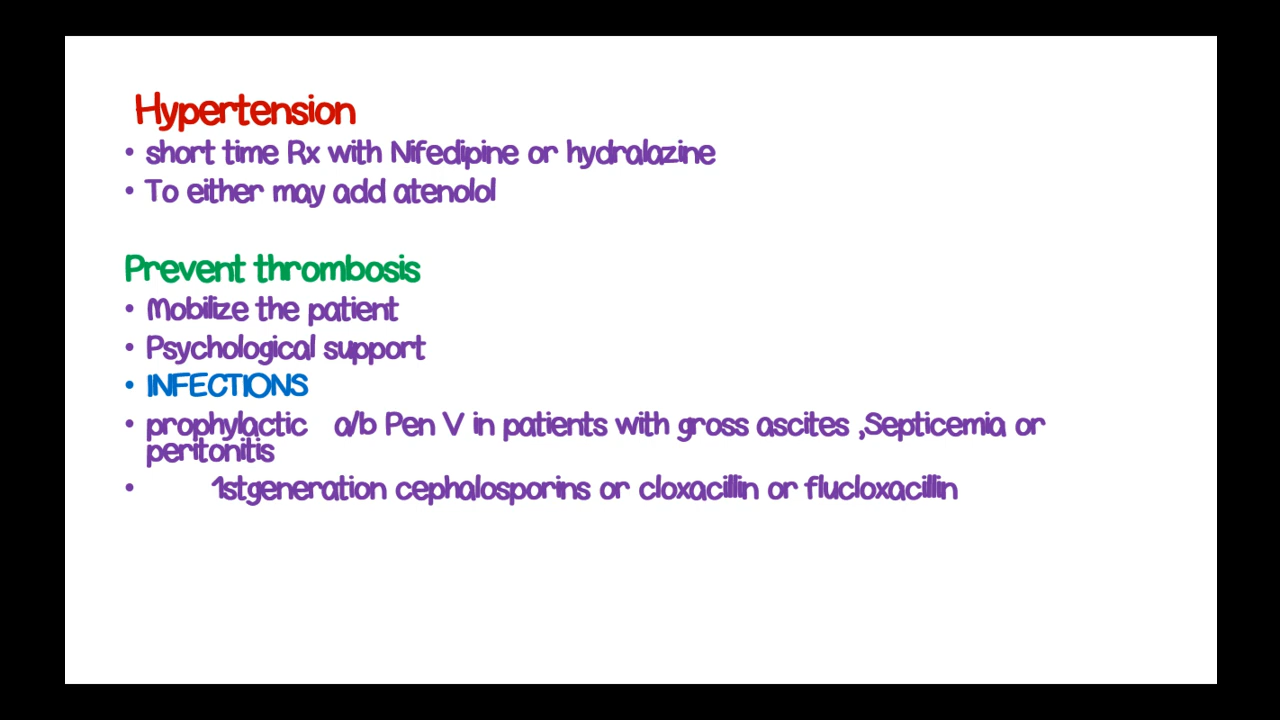 Hypertension
• short time Rx with Nifedipine or hydralazine
• To either may add atenolol
Prevent thrombosis
• Mobilize the patient
• Psychological support
• INFECTIONS
• prophylactic a/b Pen V in patients with gross ascites ,Septicemia or
peritonitis
• 1stgeneration cephalosporins or cloxacillin or flucloxacillin